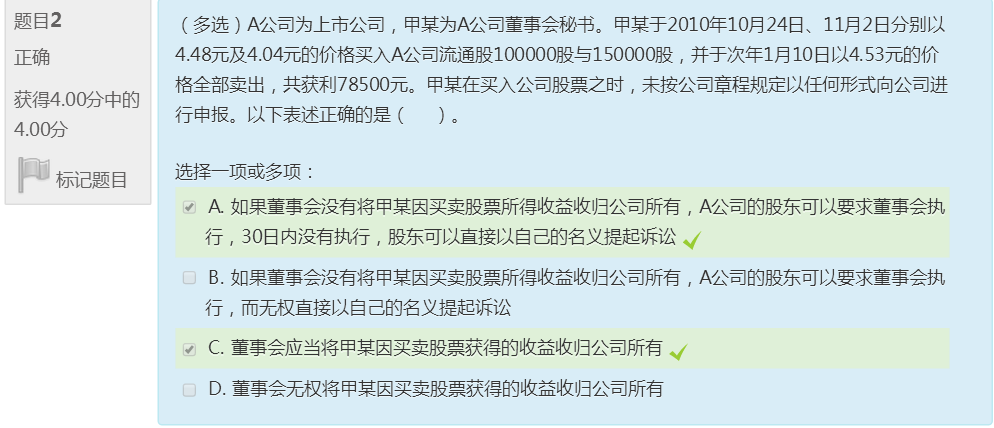 题目2
正确
获得4.00分中的
4.00分
标记题目
（多选）A公司为上市公司，甲某为A公司董事会秘书。甲某于2010年10月24日、11月2日分别以
4.48元及4.04元的价格买入A公司流通股100000股与150000股，并于次年1月10日以4.53元的价
格全部卖出，共获利78500元。甲某在买入公司股票之时，未按公司章程规定以任何形式向公司进
行申报。以下表述正确的是（　　）。
选择一项或多项：
A. 如果董事会没有将甲某因买卖股票所得收益收归公司所有，A公司的股东可以要求董事会执
行，30日内没有执行，股东可以直接以自己的名义提起诉讼
B. 如果董事会没有将甲某因买卖股票所得收益收归公司所有，A公司的股东可以要求董事会执
行，而无权直接以自己的名义提起诉讼
C. 董事会应当将甲某因买卖股票获得的收益收归公司所有
D. 董事会无权将甲某因买卖股票获得的收益收归公司所有